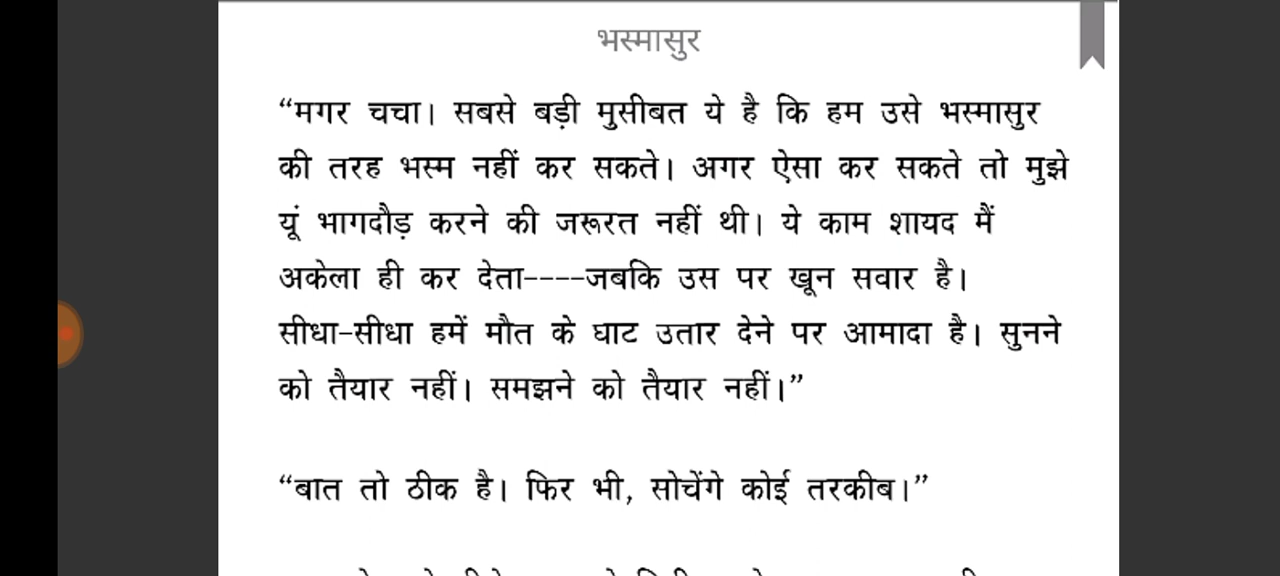 भस्मासुर
“मगर चचा। सबसे बड़ी मुसीबत ये है कि हम उसे भस्मासुर
की तरह भस्म नहीं कर सकते। अगर ऐसा कर सकते तो मुझे
यूं भागदौड़ करने की जरूरत नहीं थी। ये काम शायद मैं
अकेला ही कर देता----जबकि उस पर खून सवार है।
सीधा-सीधा हमें मौत के घाट उतार देने पर आमादा है। सुनने
को तैयार नहीं। समझने को तैयार नहीं।”
“बात तो ठीक है। फिर भी, सोचेंगे कोई तरकीब।”